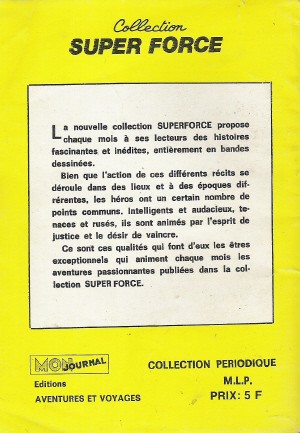 Collection
SUPER FORCE
La nouvelle collection SUPERFORCE propose
chaque mois à ses lecteurs des histoires
fascinantes et inédites, entièrement en bandes
dessinées.
Bien que l'action de ces différents récits se
déroule dans des lieux et à des époques dif-
férentes, les héros ont un certain nombre de
points communs. Intelligents et audacieux, te-
naces et rusés, ils sont animés par l'esprit de
justice et le désir de vaincre.
Ce sont ces qualités qui font d'eux les êtres
exceptionnels qui animent chaque mois les
aventures passionnantes publiées dans la col-
lection SUPER FORCE.
MON JOURNAL
Editions
AVENTURES ET VOYAGES
COLLECTION PERIODIQUE
M.L.P.
PRIX: 5 F